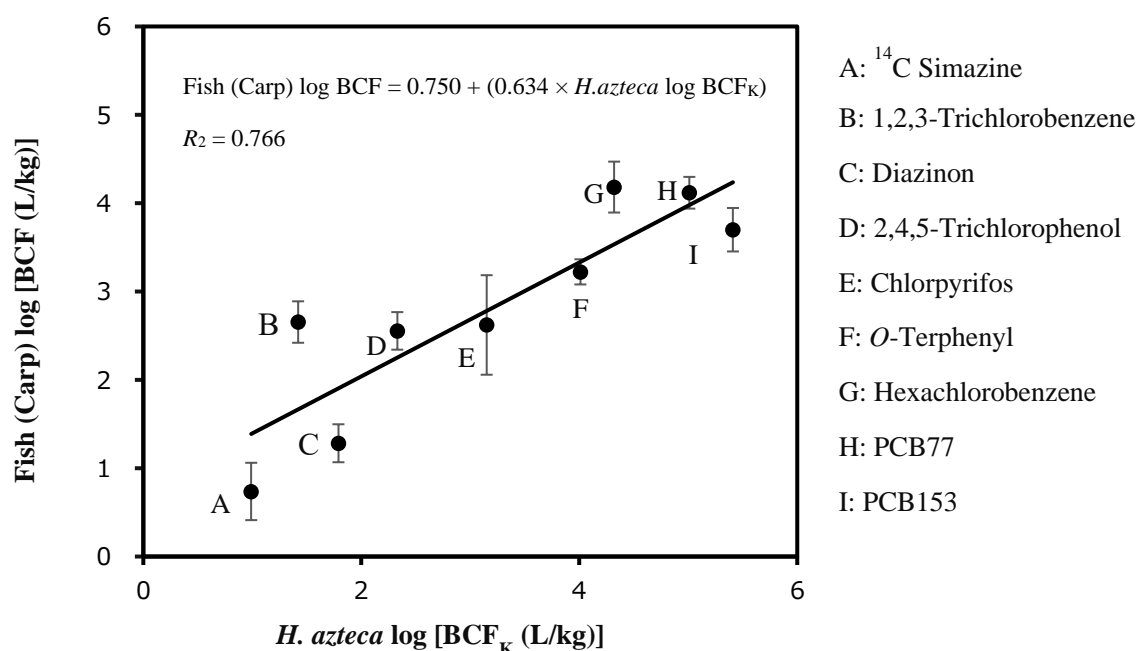 Fish (Carp) log [BCF (L/kg)]
6
5
4
3
2
1
0
Fish (Carp) log BCF = 0.750 + (0.634 × H.azteca log BCFK)
R2 = 0.766
A
B
C
D
E
F
G
H
I
0
2
4
6
H. azteca log [BCFK (L/kg)]
A: 14C Simazine
B: 1,2,3-Trichlorobenzene
C: Diazinon
D: 2,4,5-Trichlorophenol
E: Chlorpyrifos
F: O-Terphenyl
G: Hexachlorobenzene
H: PCB77
I: PCB153